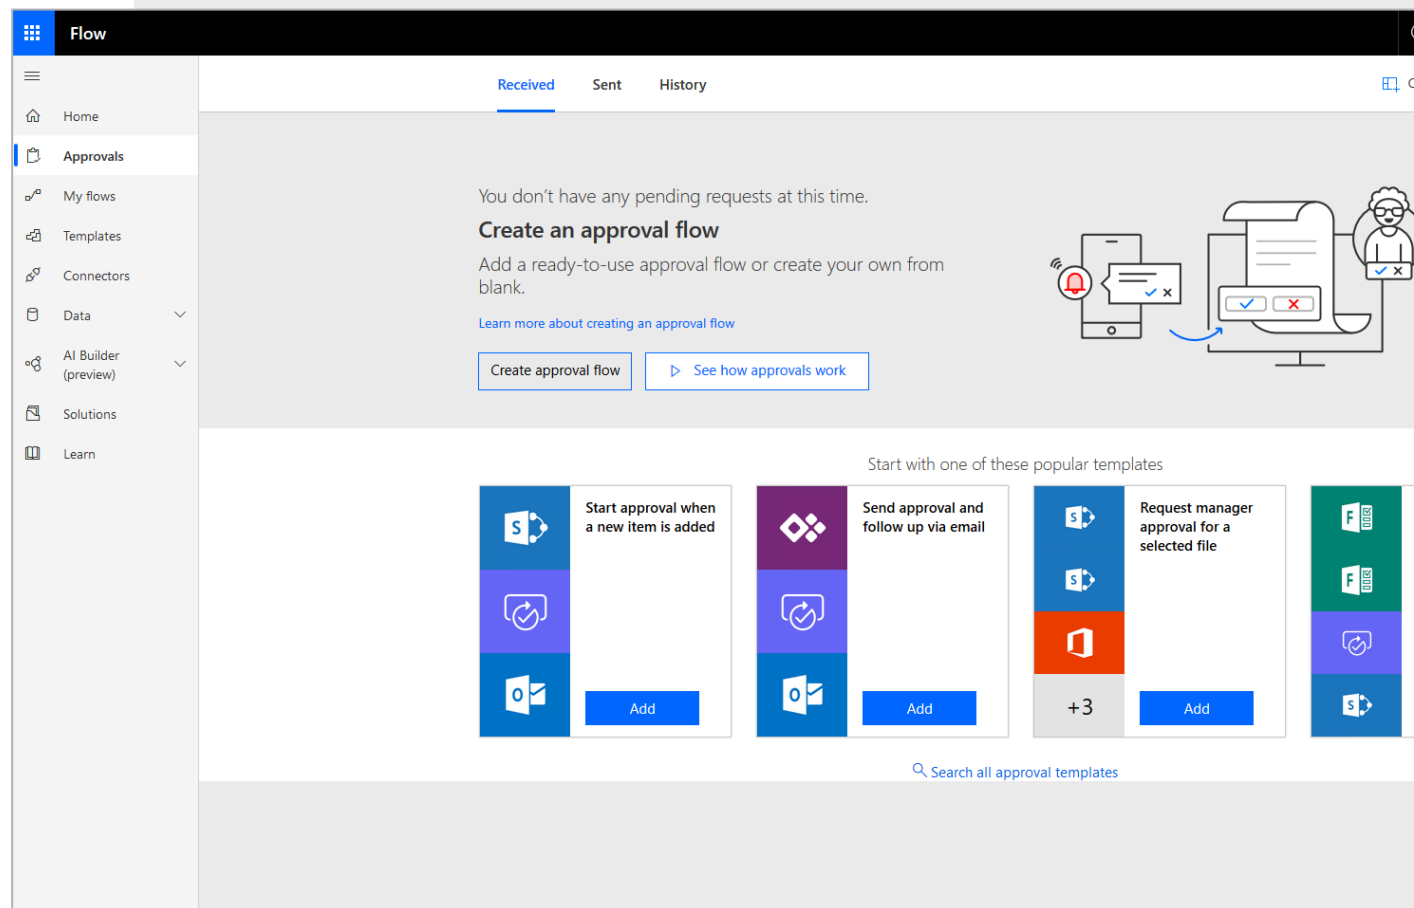 Flow
Received
Sent
History
Home
Approvals
My flows
Templates
Connectors
Data
AI Builder
(preview)
Solutions
Learn
You don't have any pending requests at this time.
Create an approval flow
Add a ready-to-use approval flow or create your own from
blank.
Learn more about creating an approval flow
Create approval flow
See how approvals work
Start with one of these popular templates
Start approval when
a new item is added
Add
Send approval and
follow up via email
Add
Request manager
approval for a
selected file
+3
Add
Search all approval templates